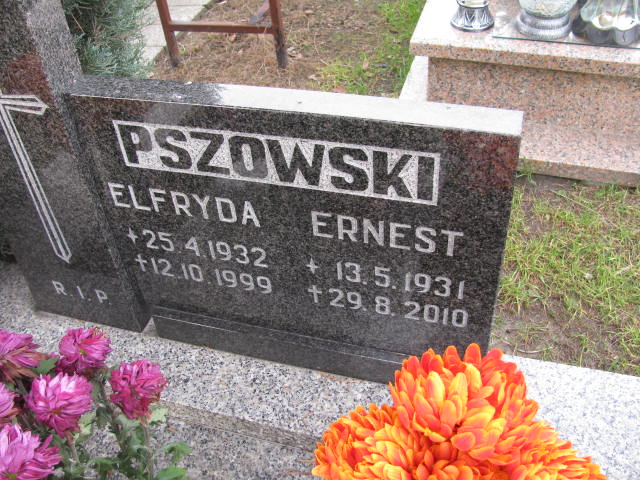 PSZOWSKI
ELFRYDA
+25.4.1932
+12.10.1999
ERNEST
+ 13.5.1931
+29.8.2010
R.I.P